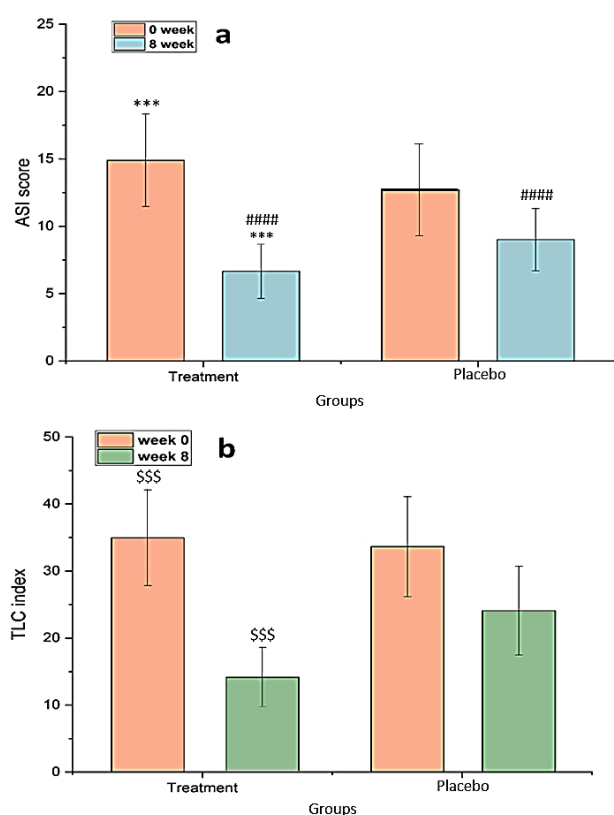 25
20
15
10
5
0
ASI score
0 week
8 week
a
***
####
***
####
Treatment
Placebo
Groups
50
40
30
20
10
0
TLC index
week 0
week 8
b
$$$
$$$
Treatment
Placebo
Groups